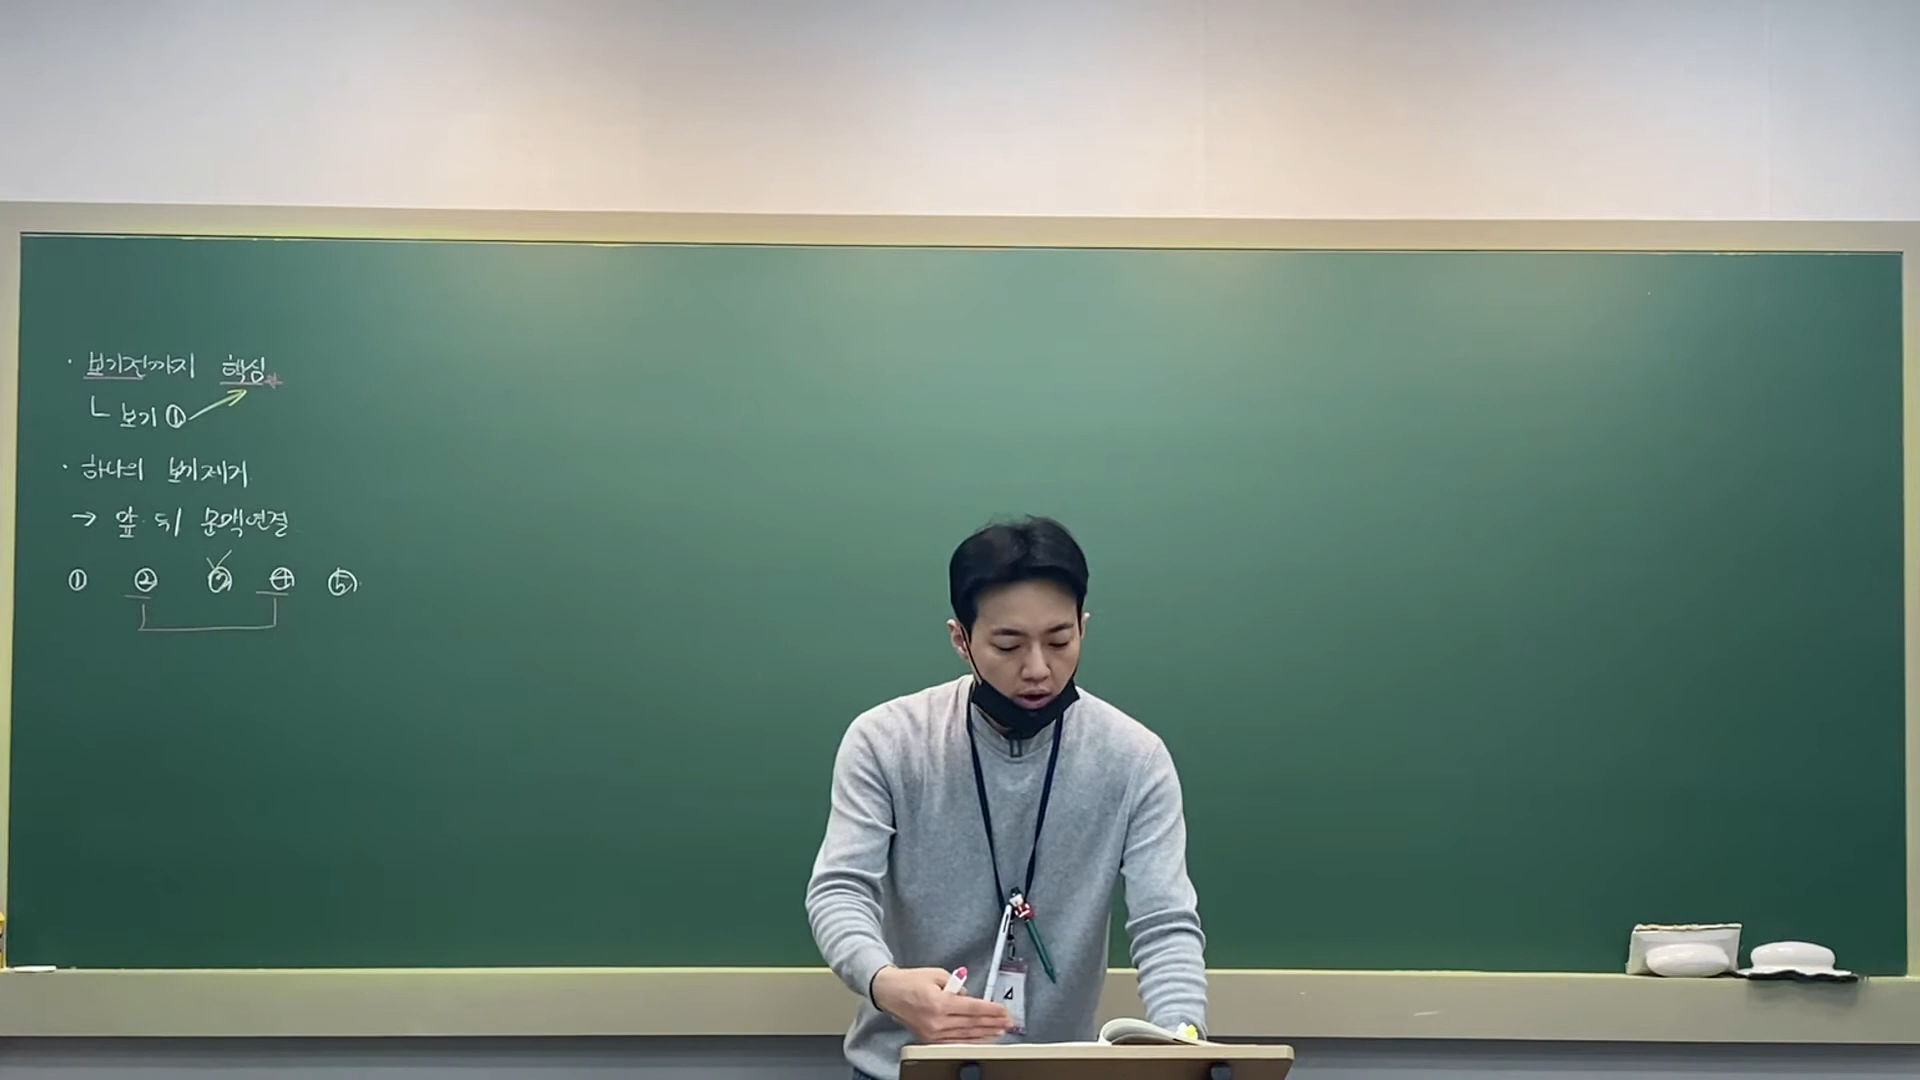 · 보기전까지 핵심*
ㄴ 보기 ①
· 하나의 보기제거
→ 앞 뒤 문맥연결
① ② ③ ④ ⑤